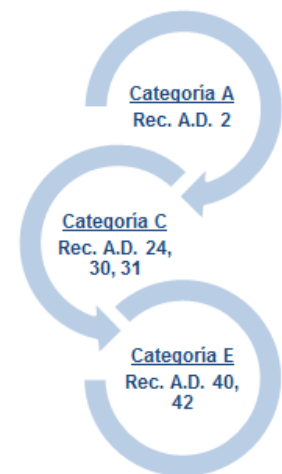 Categoría A
Rec. A.D. 2
Categoría C
Rec. A.D. 24,
30, 31
Categoría E
Rec. A.D. 40,
42